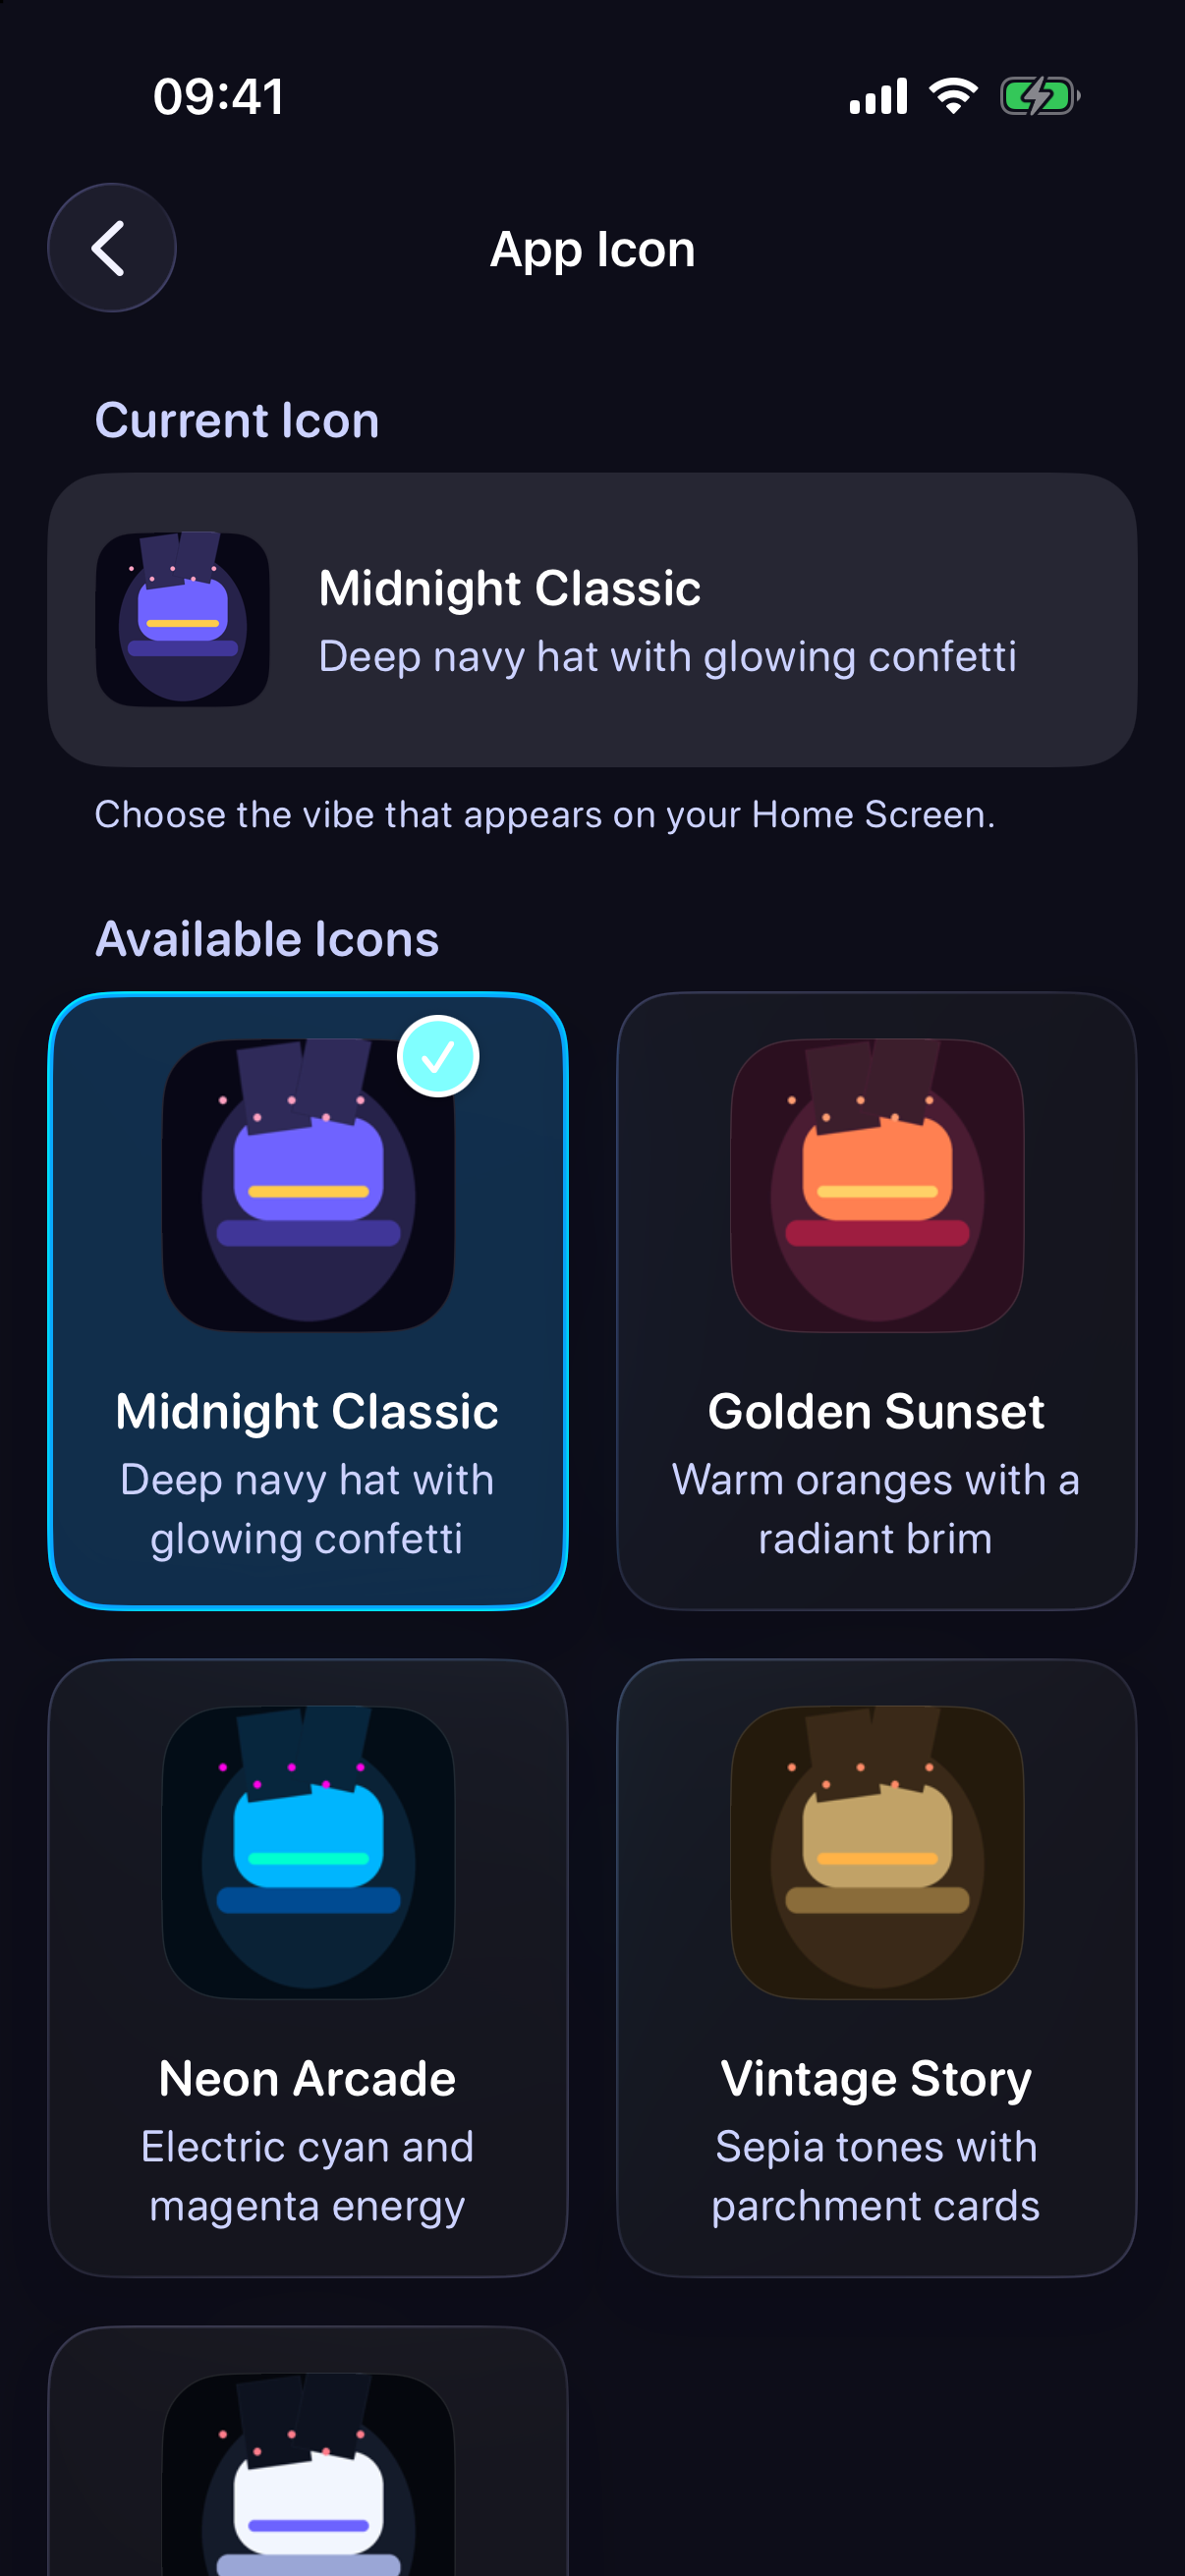 09:41
App Icon
Current Icon
Midnight Classic
Deep navy hat with glowing confetti
Choose the vibe that appears on your Home Screen.
Available Icons
Midnight Classic
Deep navy hat with
glowing confetti
Golden Sunset
Warm oranges with a
radiant brim
Neon Arcade
Electric cyan and
magenta energy
Vintage Story
Sepia tones with
parchment cards